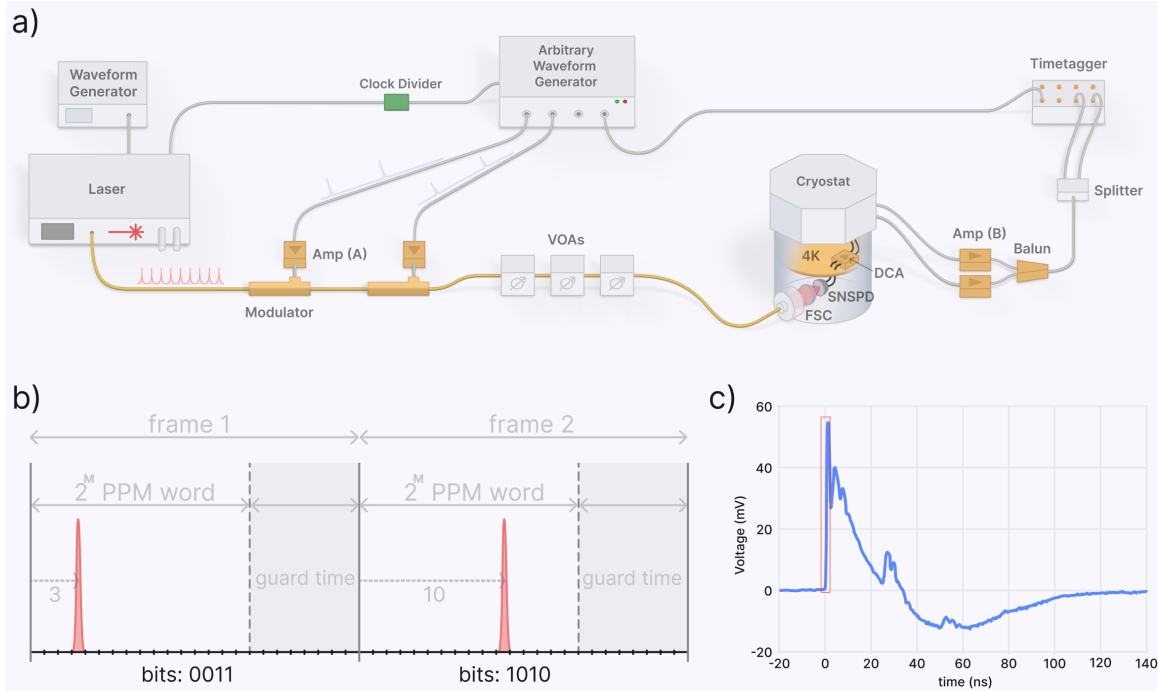 a)
Waveform
Generator
Laser
Clock Divider
Arbitrary
Waveform
Generator
Timetagger
Splitter
Amp (A)
Modulator
VOAs
Cryostat
4K
DCA
SNSPD
FSC
Amp (B)
Balun
b)
frame 1
frame 2
2^M PPM word
2^M PPM word
guard time
guard time
3
10
bits: 0011
bits: 1010
c)
Voltage (mV)
60
40
20
0
-20
-20
0
20
40
60
80
100
120
140
time (ns)